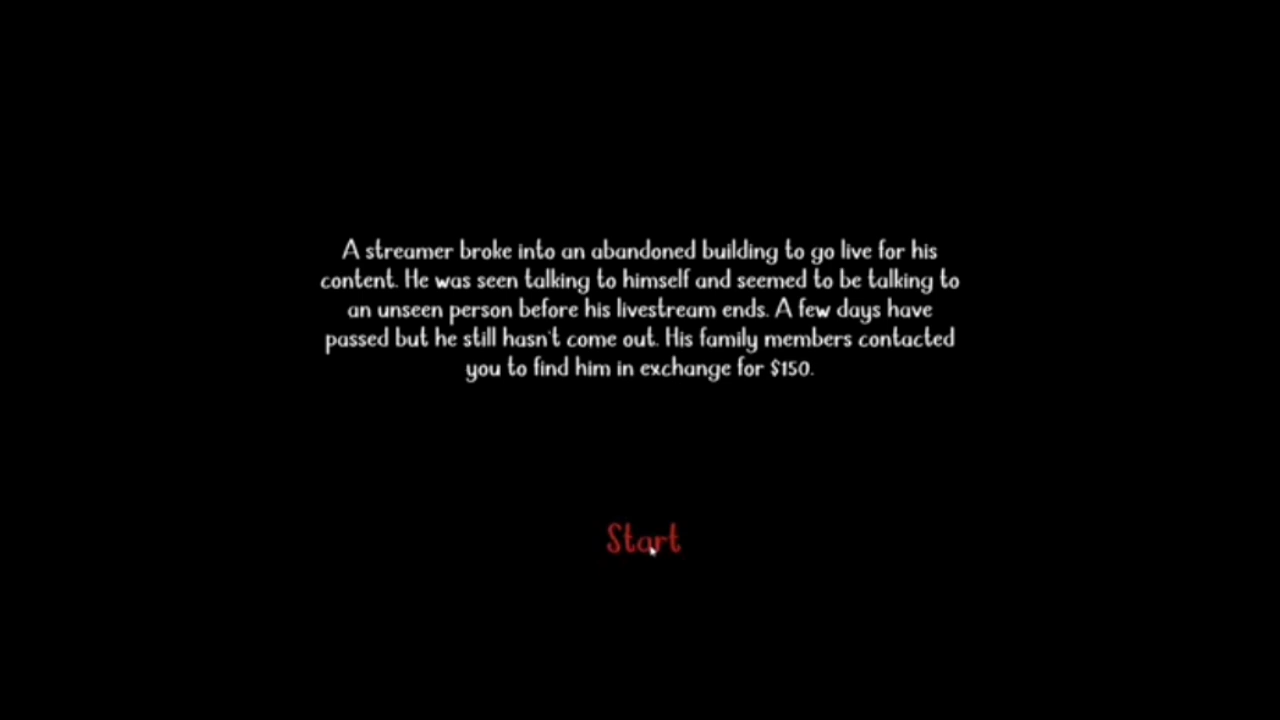 A streamer broke into an abandoned building to go live for his
content. He was seen talking to himself and seemed to be talking to
an unseen person before his livestream ends. A few days have
passed but he still hasn't come out. His family members contacted
you to find him in exchange for $150.
Start